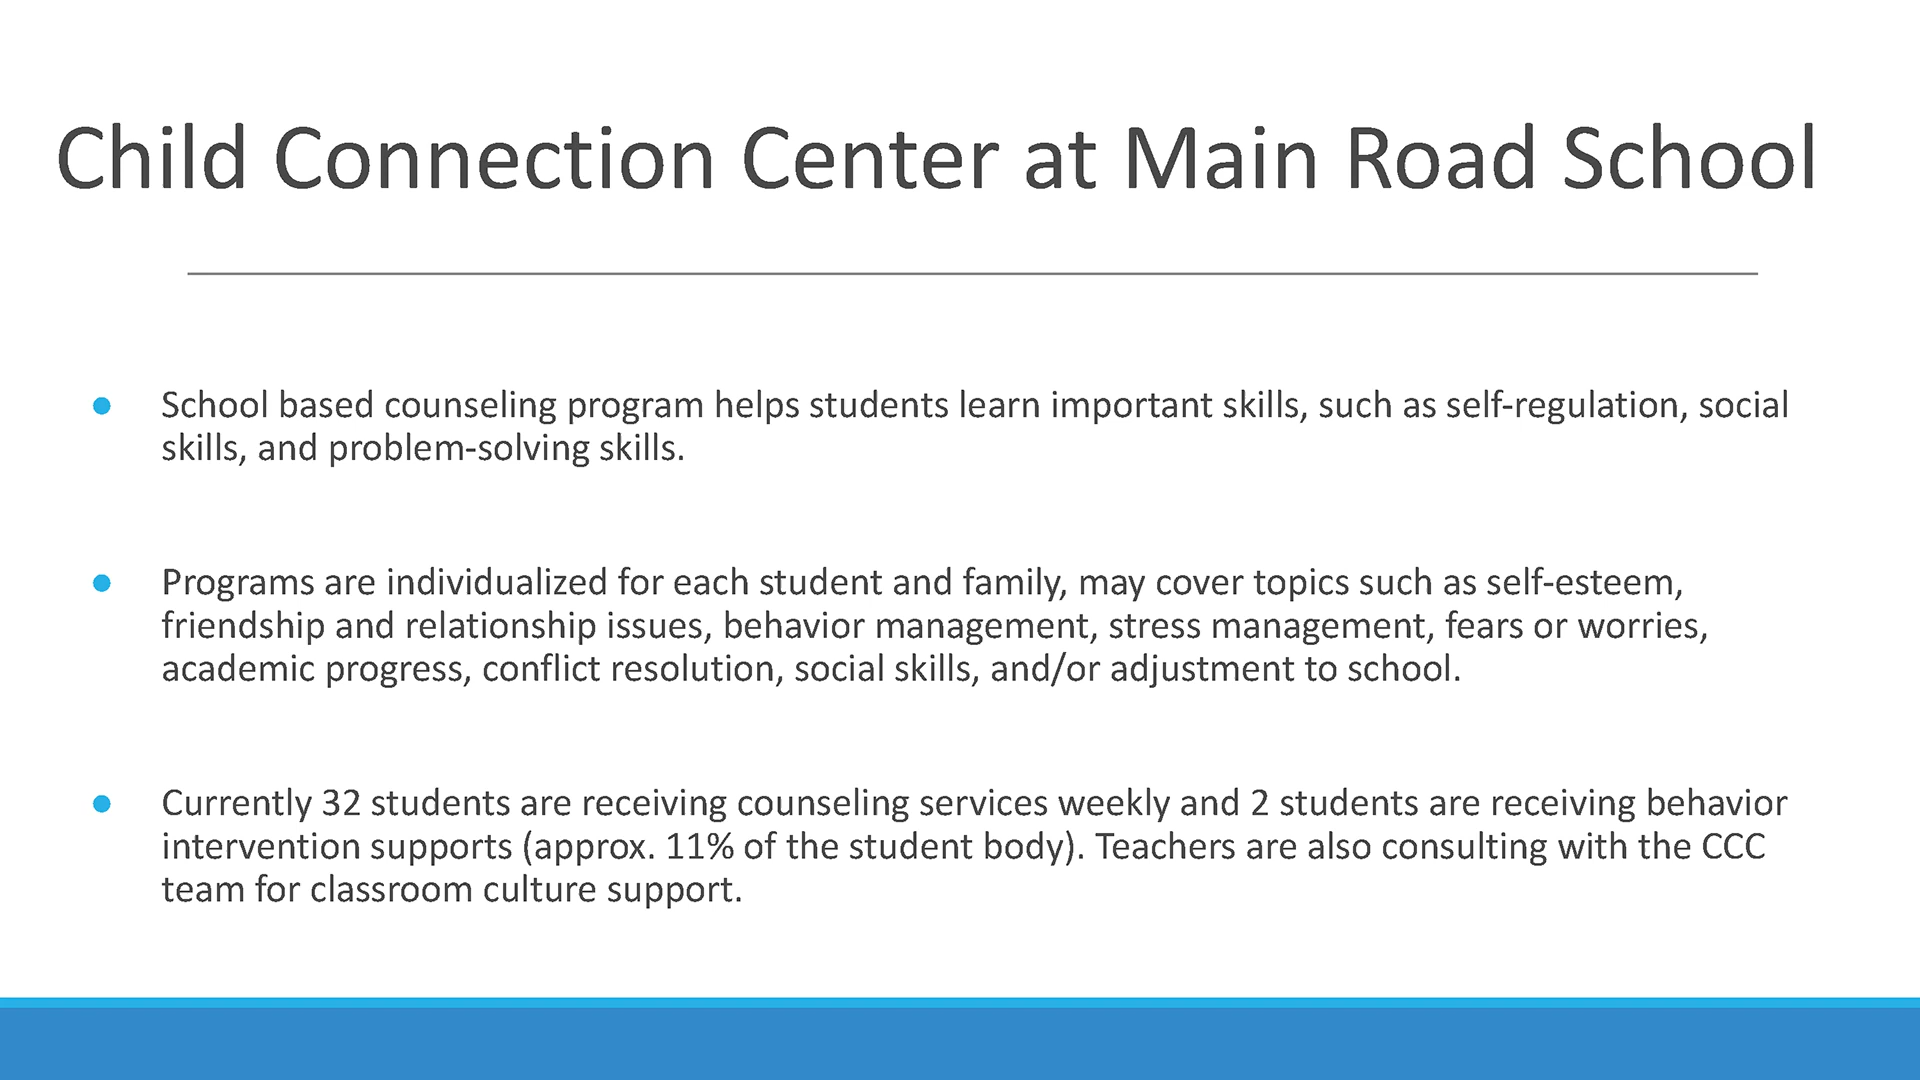 Child Connection Center at Main Road School
● School based counseling program helps students learn important skills, such as self-regulation, social
skills, and problem-solving skills.
● Programs are individualized for each student and family, may cover topics such as self-esteem,
friendship and relationship issues, behavior management, stress management, fears or worries,
academic progress, conflict resolution, social skills, and/or adjustment to school.
● Currently 32 students are receiving counseling services weekly and 2 students are receiving behavior
intervention supports (approx. 11% of the student body). Teachers are also consulting with the CCC
team for classroom culture support.